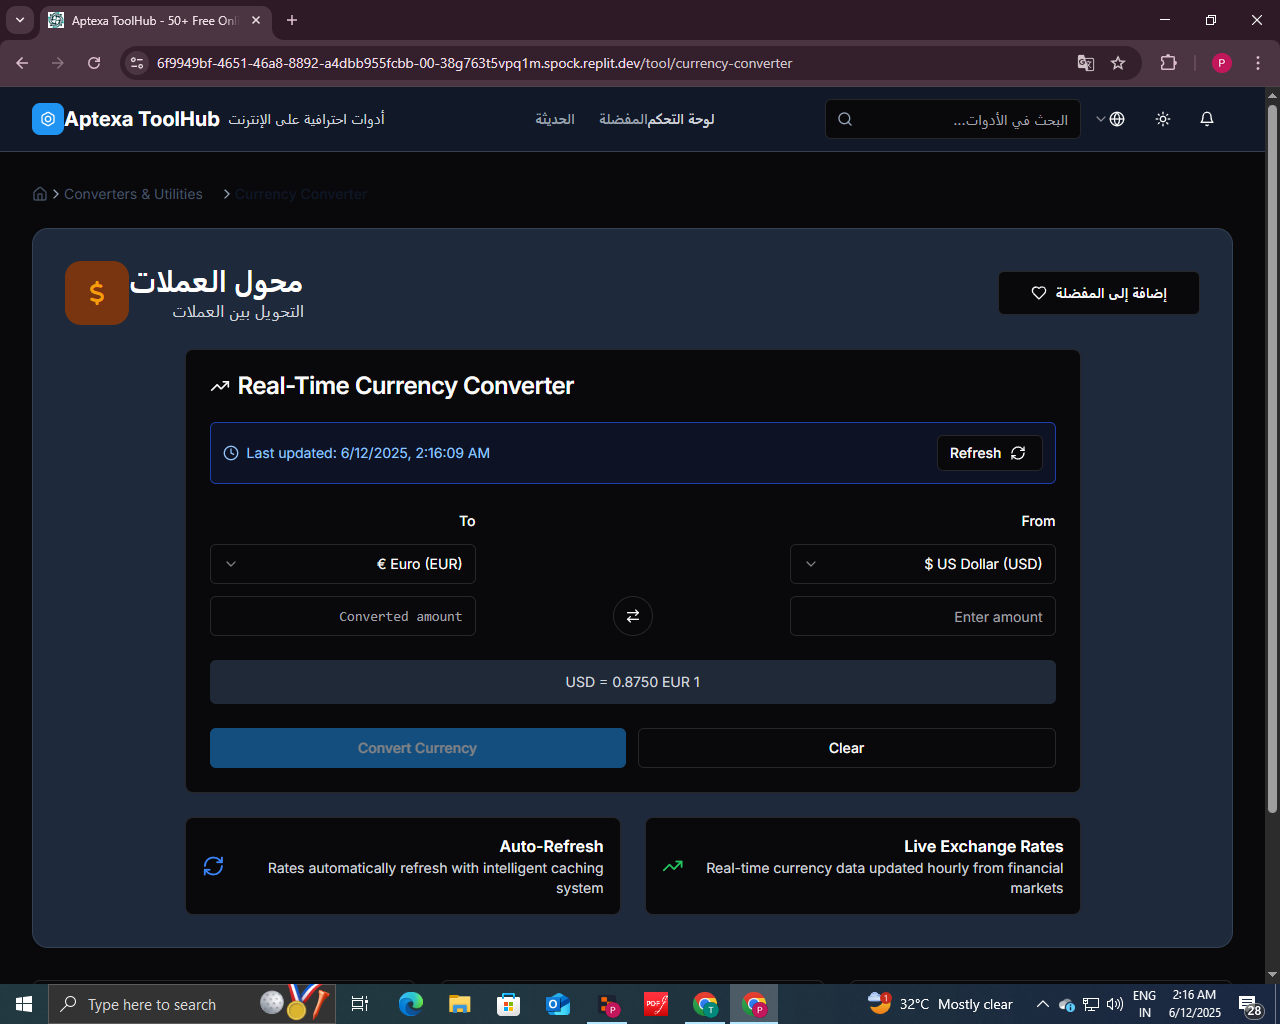 Aptexa ToolHub - 50+ Free Onl
6f9949bf-4651-46a8-8892-a4dbb955fcbb-00-38g763t5vpq1m.spock.replit.dev/tool/currency-converter
P
Aptexa ToolHub
أدوات احترافية على الإنترنت
الحديثة
المفضلة
لوحة التحكم
البحث في الأدوات...
Converters & Utilities
Currency Converter
$
محول العملات
التحويل بين العملات
إضافة إلى المفضلة
Real-Time Currency Converter
Last updated: 6/12/2025, 2:16:09 AM
Refresh
To
From
€ Euro (EUR)
$ US Dollar (USD)
Converted amount
Enter amount
USD = 0.8750 EUR 1
Convert Currency
Clear
Auto-Refresh
Rates automatically refresh with intelligent caching
system
Live Exchange Rates
Real-time currency data updated hourly from financial
markets
Type here to search
P
PDF
T
P
1
32°C Mostly clear
ENG
IN
2:16 AM
6/12/2025
28